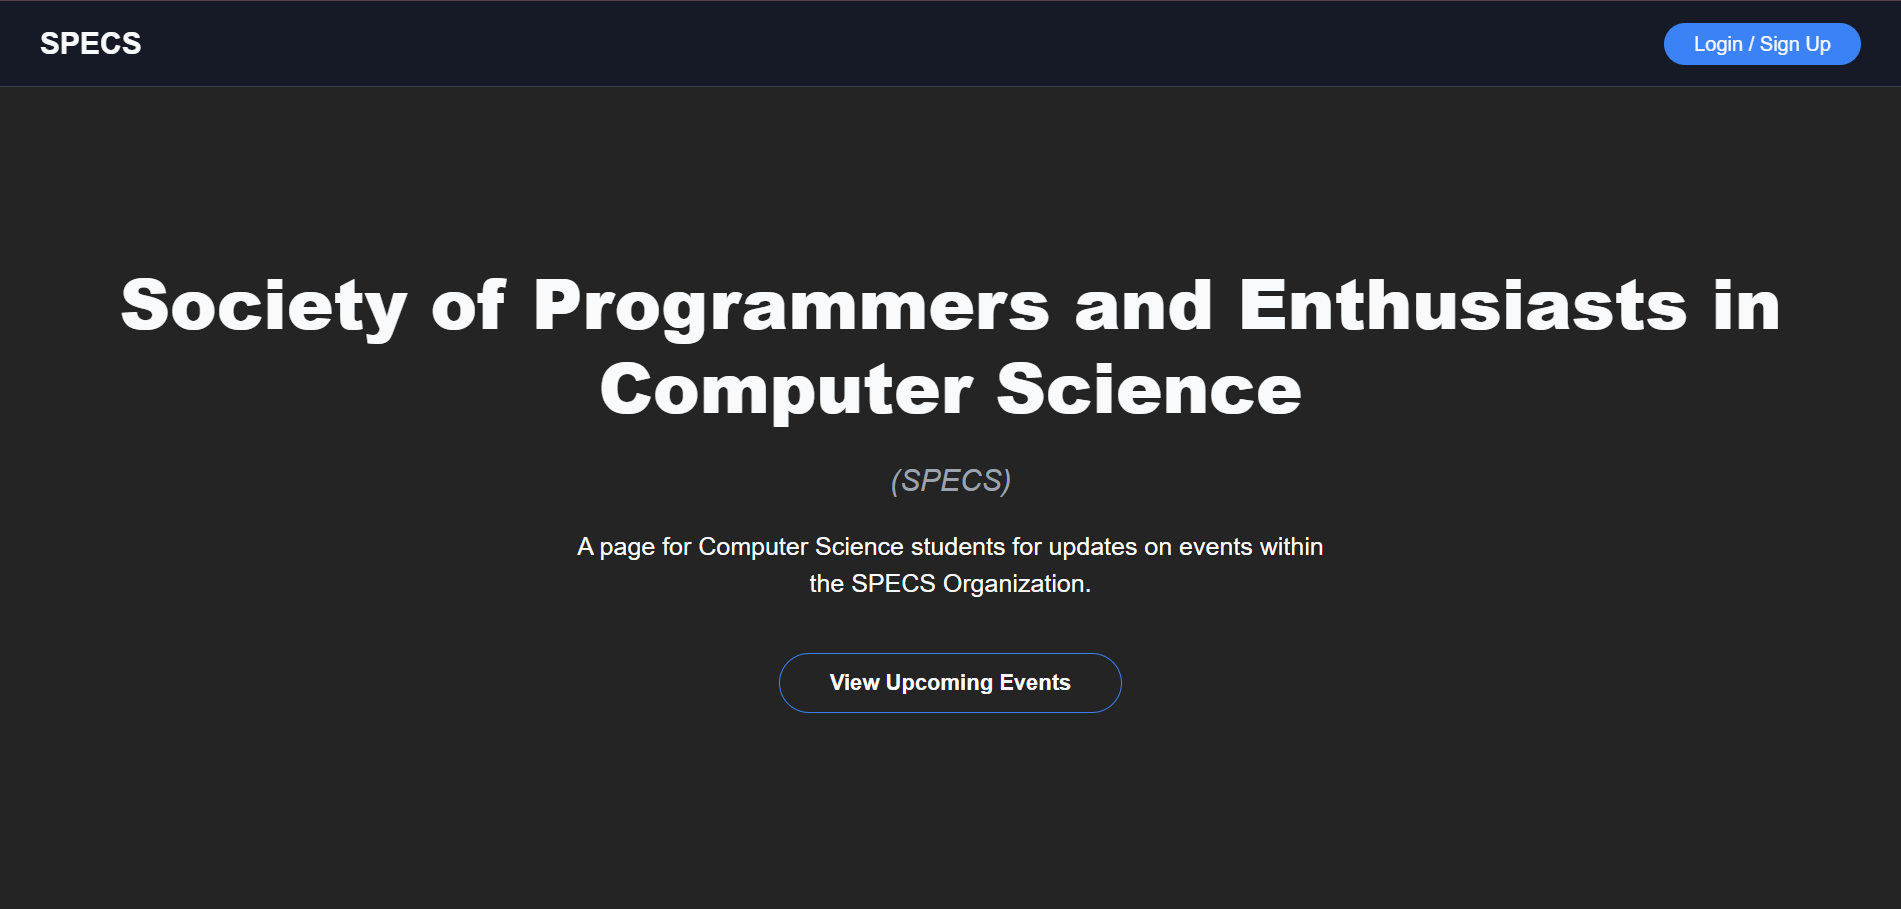 SPECS
Login / Sign Up
Society of Programmers and Enthusiasts in
Computer Science
(SPECS)
A page for Computer Science students for updates on events within
the SPECS Organization.
View Upcoming Events